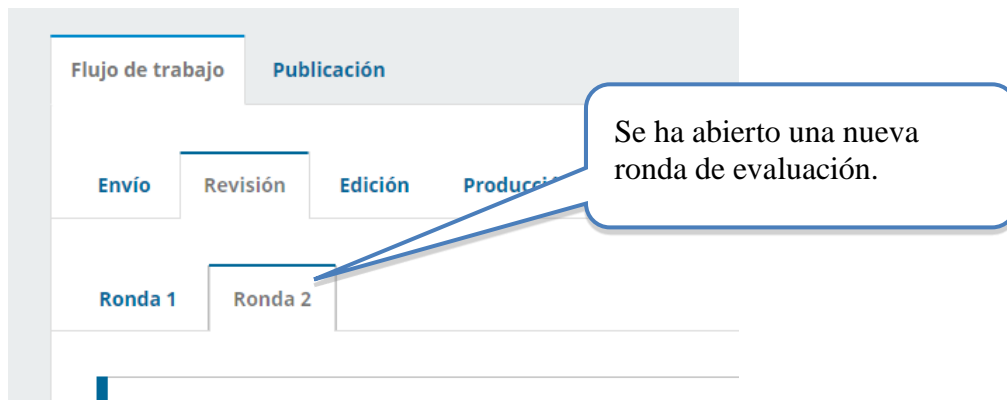 Flujo de trabajo Publicación
Se ha abierto una nueva
ronda de evaluación.
Envío Revisión Edición
Ronda 1 Ronda 2